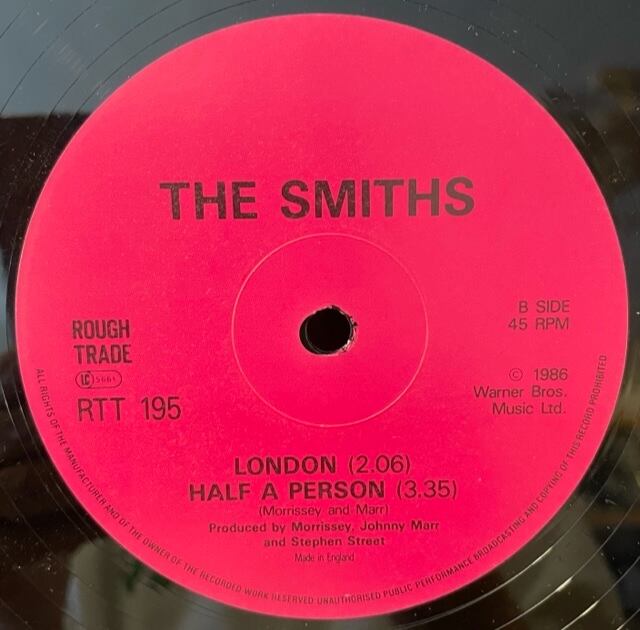 THE SMITHS
B SIDE
45 RPM
ROUGH
TRADE
LC 5661
RTT 195
© 1986
Warner Bros.
Music Ltd.
LONDON (2.06)
HALF A PERSON (3.35)
(Morrissey and Marr)
Produced by Morrissey, Johnny Marr
and Stephen Street
Made in England
ALL RIGHTS OF THE MANUFACTURER AND OF THE OWNER OF THE RECORDED WORK RESERVED UNAUTHORISED PUBLIC PERFORMANCE BROADCASTING AND COPYING OF THIS RECORD PROHIBITED